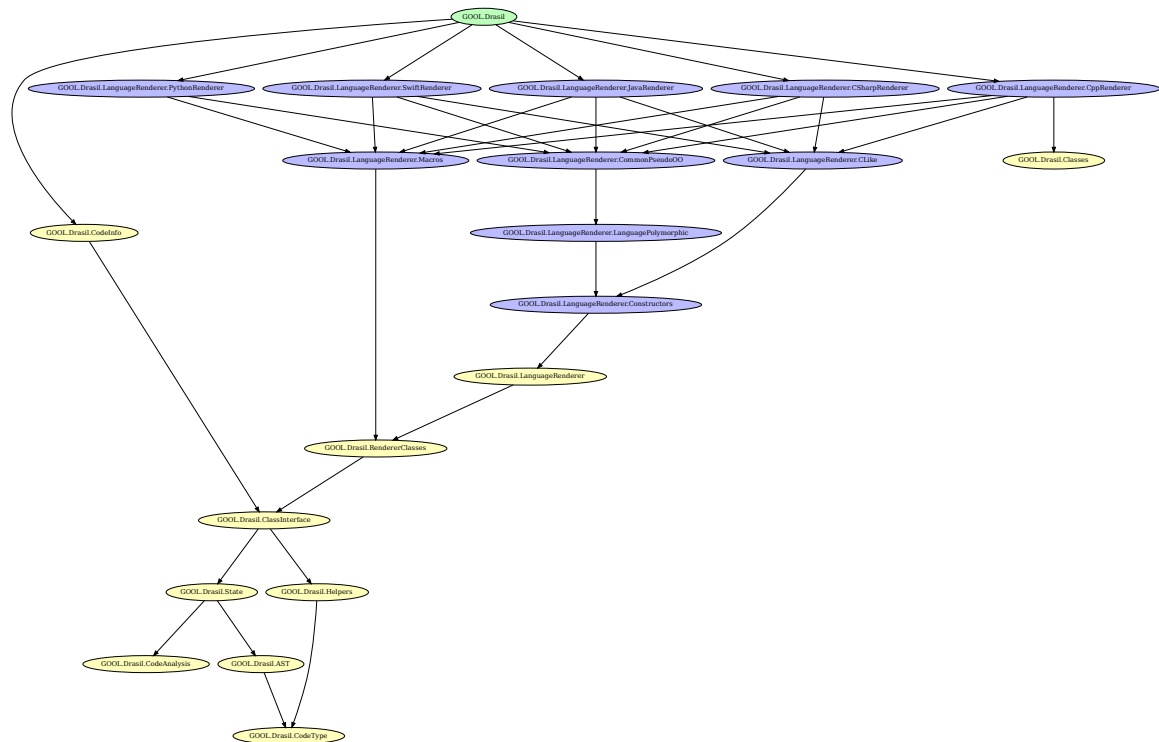 GOOL.Drasil
GOOL.Drasil.LanguageRenderer.PythonRenderer
GOOL.Drasil.LanguageRenderer.SwiftRenderer
GOOL.Drasil.LanguageRenderer.JavaRenderer
GOOL.Drasil.LanguageRenderer.CSharpRenderer
GOOL.Drasil.LanguageRenderer.CppRenderer
GOOL.Drasil.LanguageRenderer.Macros
GOOL.Drasil.LanguageRenderer.CommonPseudoOO
GOOL.Drasil.LanguageRenderer.CLike
GOOL.Drasil.Classes
GOOL.Drasil.CodeInfo
GOOL.Drasil.LanguageRenderer.LanguagePolymorphic
GOOL.Drasil.LanguageRenderer.Constructors
GOOL.Drasil.LanguageRenderer
GOOL.Drasil.RendererClasses
GOOL.Drasil.ClassInterface
GOOL.Drasil.State
GOOL.Drasil.Helpers
GOOL.Drasil.CodeAnalysis
GOOL.Drasil.AST
GOOL.Drasil.CodeType